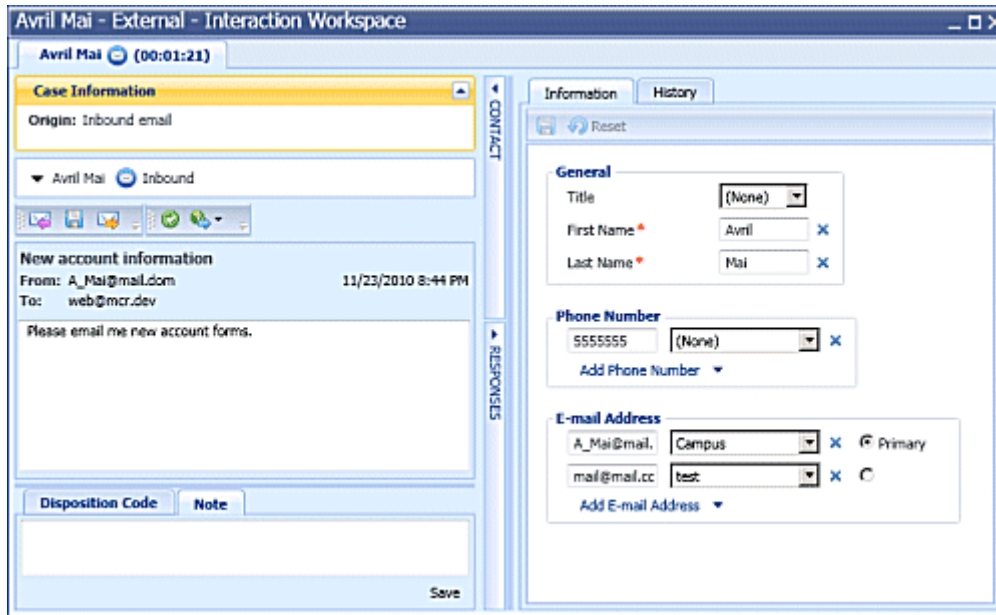 Avril Mai - External - Interaction Workspace
Avril Mai (00:01:21)
Case Information
Origin: Inbound email
Avril Mai Inbound
New account information
From: A_Mai@mail.dom 11/23/2010 8:44 PM
To: web@mcr.dev
Please email me new account forms.
Disposition Code Note
Save
CONTACT
RESPONSES
Information History
Reset
General
Title (None)
First Name * Avril
Last Name * Mai
Phone Number
5555555 (None)
Add Phone Number
E-mail Address
A_Mai@mail. Campus Primary
mail@mail.cc test
Add E-mail Address